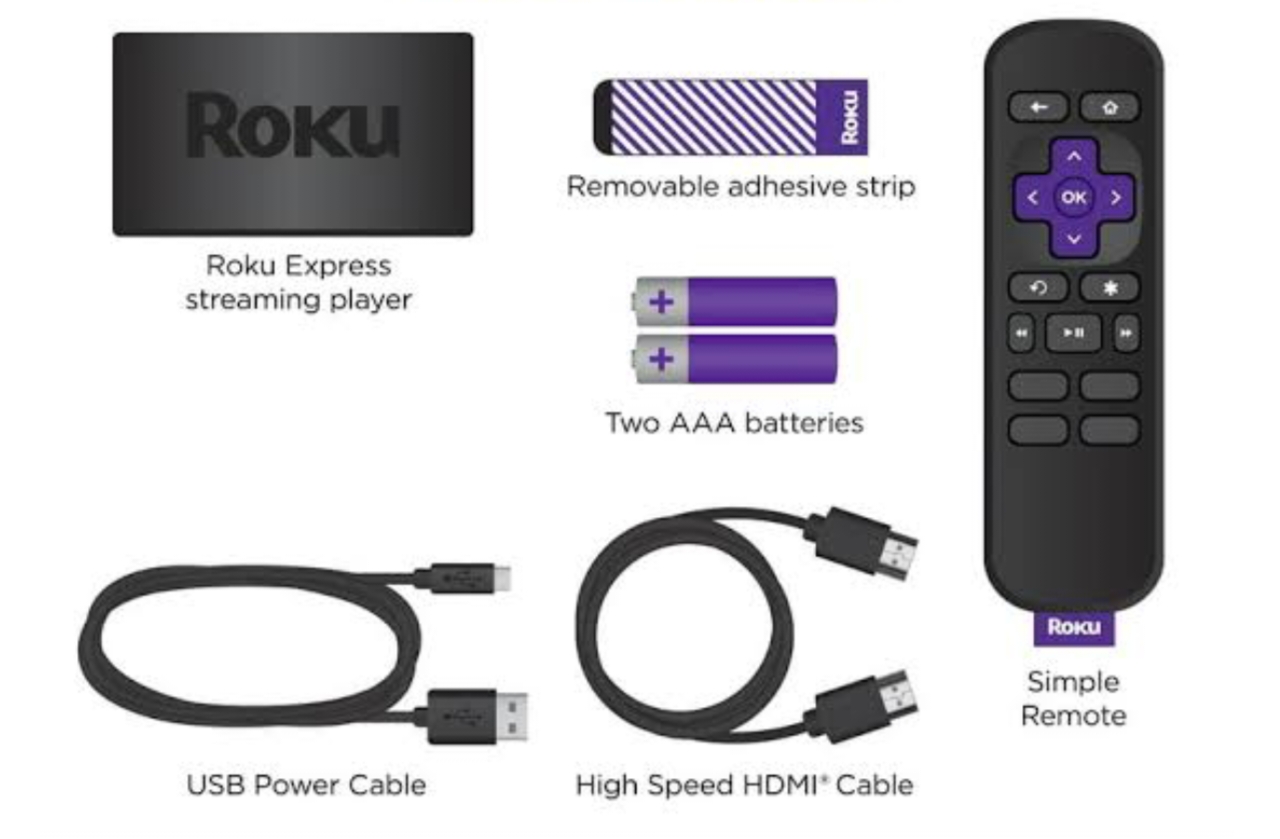 Roku
Roku Express
streaming player
Roku
Removable adhesive strip
Two AAA batteries
OK
Roku
Simple
Remote
USB Power Cable
High Speed HDMI® Cable